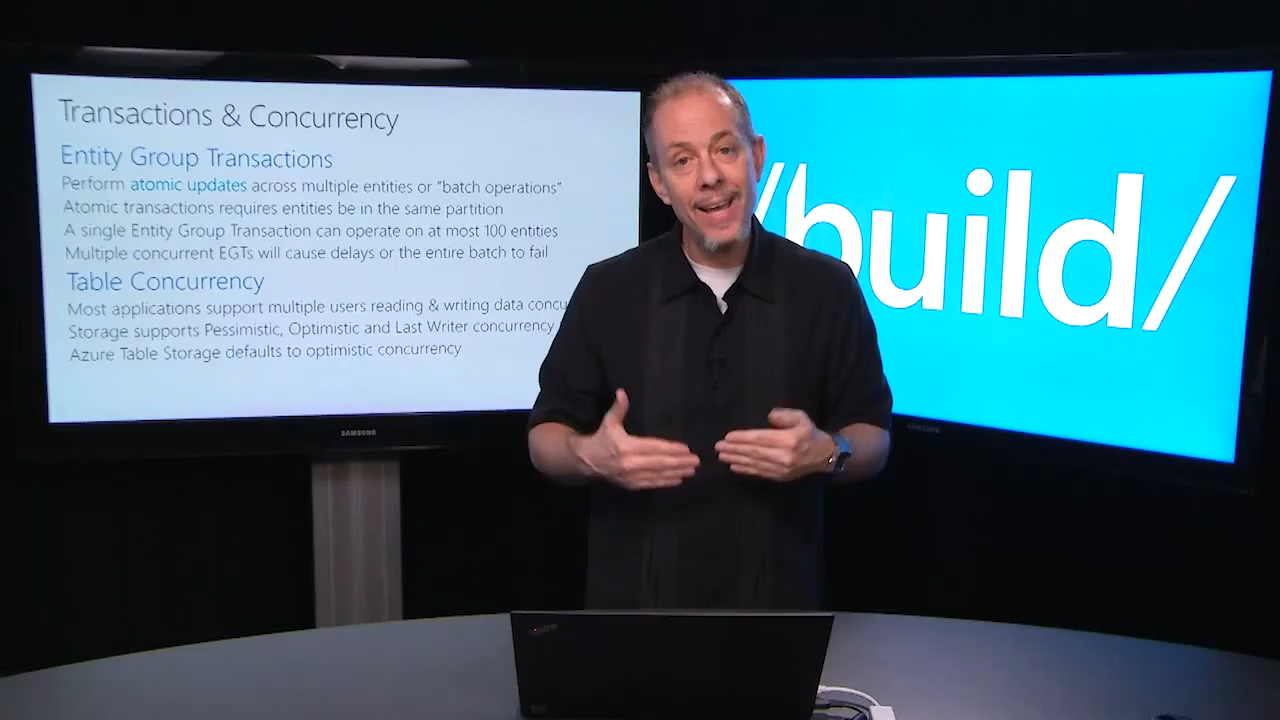 Transactions & Concurrency
Entity Group Transactions
Perform atomic updates across multiple entities or "batch operations"
Atomic transactions requires entities be in the same partition
A single Entity Group Transaction can operate on at most 100 entities
Multiple concurrent EGTs will cause delays or the entire batch to fail
Table Concurrency
Most applications support multiple users reading & writing data concu
Storage supports Pessimistic, Optimistic and Last Writer concurrency
Azure Table Storage defaults to optimistic concurrency
SAMSUNG
/build/
SAMSUNG
ThinkPad